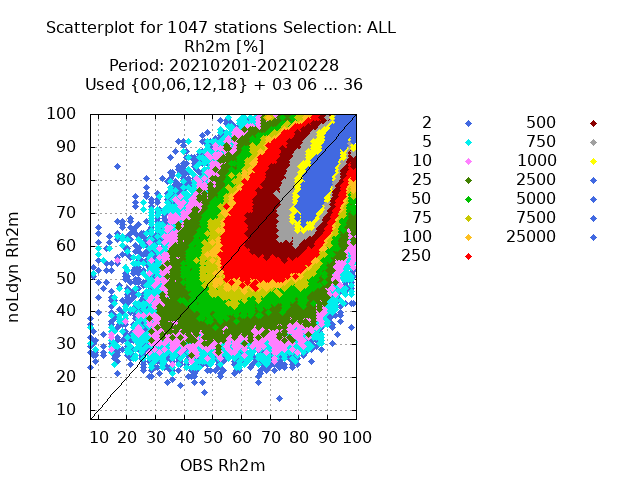 Scatterplot for 1047 stations Selection: ALL
Rh2m [%]
Period: 20210201-20210228
Used {00,06,12,18} + 03 06 ... 36
noLdyn Rh2m
100
90
80
70
60
50
40
30
20
10
10 20 30 40 50 60 70 80 90 100
OBS Rh2m
2 500
5 750
10 1000
25 2500
50 5000
75 7500
100 25000
250